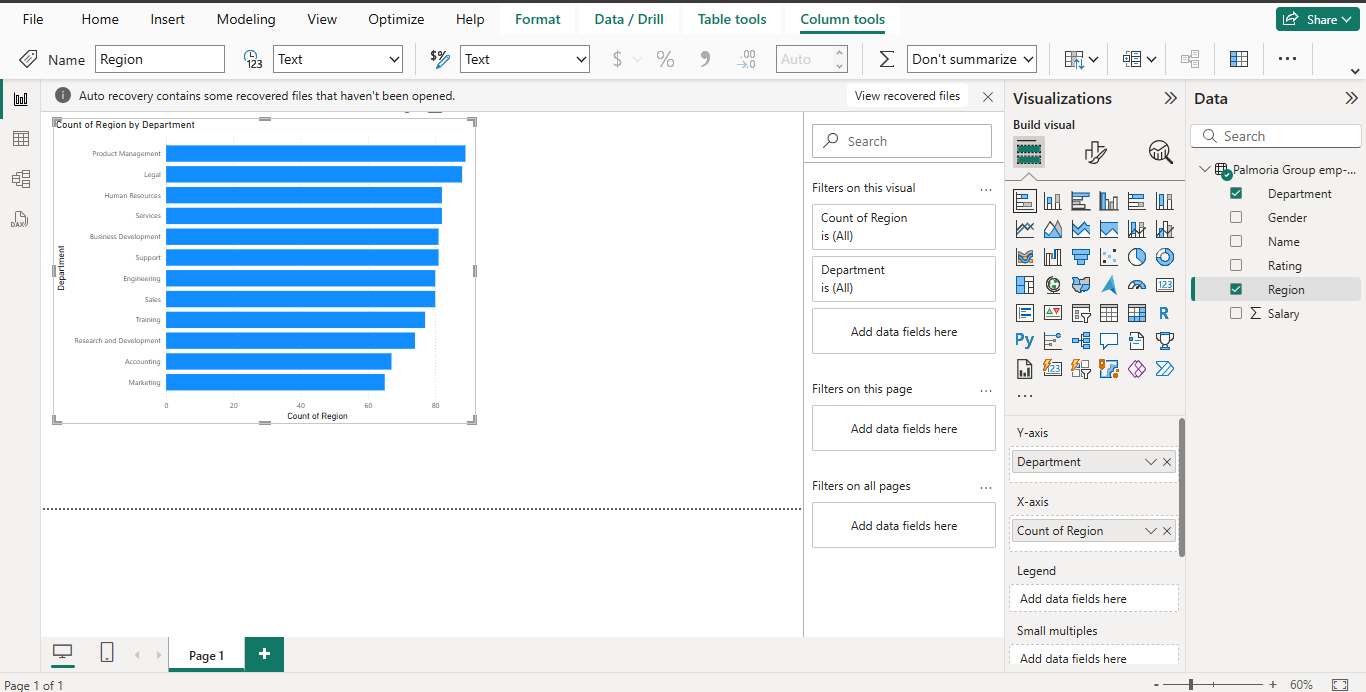 File Home Insert Modeling View Optimize Help Format Data / Drill Table tools Column tools Share
Name Region 123 Text $% Text $ % 9 .00 →.0 Auto Σ Don't summarize ...
Auto recovery contains some recovered files that haven't been opened. View recovered files
Count of Region by Department
Department
Product Management
Legal
Human Resources
Services
Business Development
Support
Engineering
Sales
Training
Research and Development
Accounting
Marketing
0 20 40 60 80
Count of Region
DAX
Search
Filters on this visual ...
Count of Region
is (All)
Department
is (All)
Add data fields here
Filters on this page ...
Add data fields here
Filters on all pages ...
Add data fields here
Visualizations
Build visual
123
R
Py
123
...
Y-axis
Department
X-axis
Count of Region
Legend
Add data fields here
Small multiples
Add data fields here
Data
Search
Palmoria Group emp-...
Department
Gender
Name
Rating
Region
Σ Salary
Page 1 +
Page 1 of 1 - + 60%